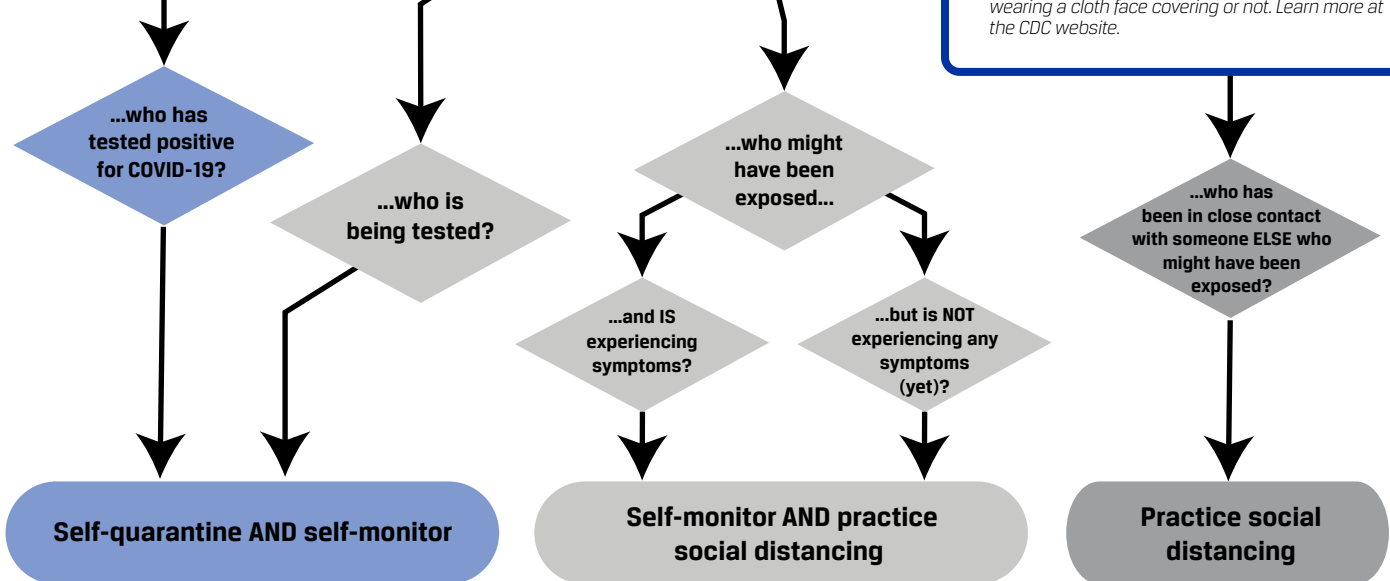 wearing a cloth face covering or not. Learn more at
the CDC website.
...who has
tested positive
for COVID-19?
...who is
being tested?
...who might
have been
exposed...
...who has
been in close contact
with someone ELSE who
might have been
exposed?
...and IS
experiencing
symptoms?
...but is NOT
experiencing any
symptoms
(yet)?
Self-quarantine AND self-monitor
Self-monitor AND practice
social distancing
Practice social
distancing